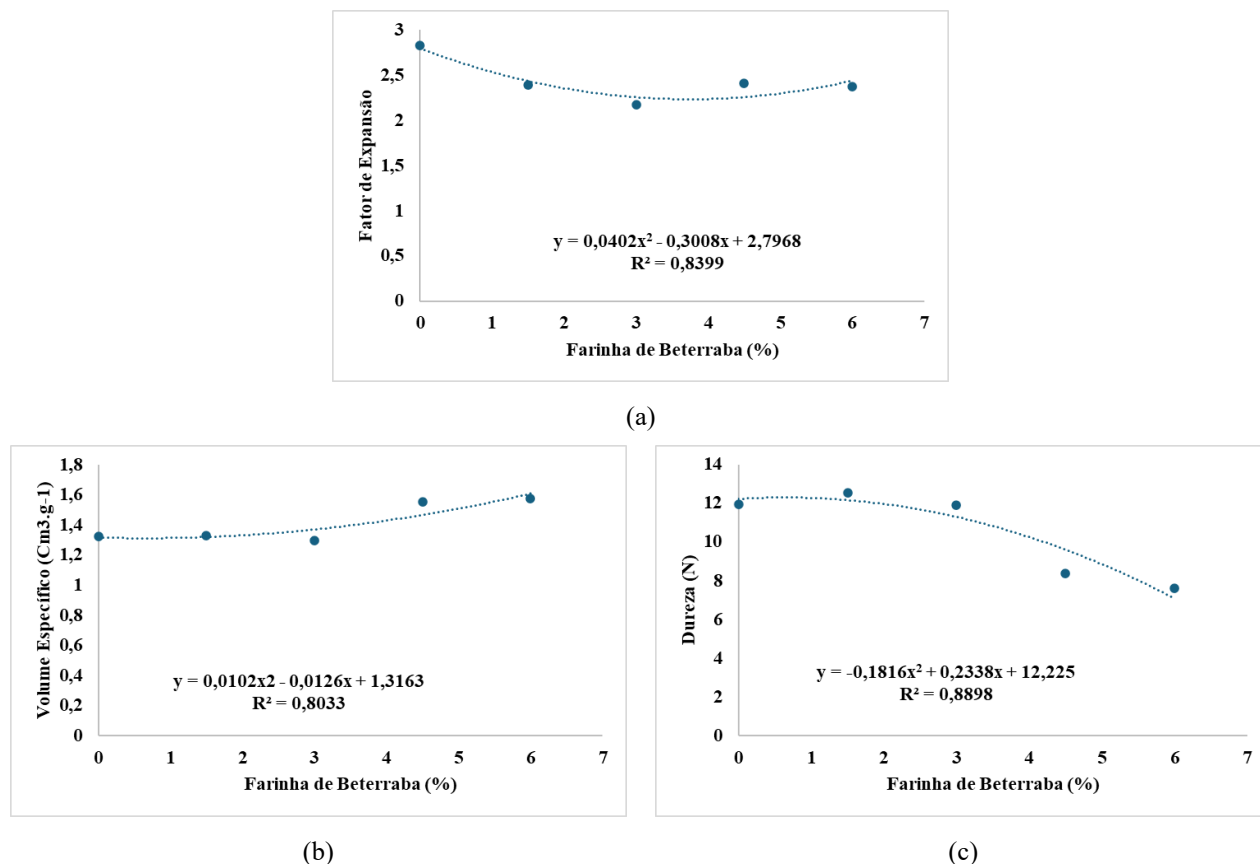 3
2,5
2
1,5
1
0,5
0
Fator de Expansão
y = 0,0402x² - 0,3008x + 2,7968
R² = 0,8399
0 1 2 3 4 5 6 7
Farinha de Beterraba (%)
(a)
1,8
1,6
1,4
1,2
1
0,8
0,6
0,4
0,2
0
Volume Específico (Cm3.g-1)
y = 0,0102x2 - 0,0126x + 1,3163
R² = 0,8033
0 1 2 3 4 5 6 7
Farinha de Beterraba (%)
(b)
14
12
10
8
6
4
2
0
Dureza (N)
y = -0,1816x² + 0,2338x + 12,225
R² = 0,8898
0 1 2 3 4 5 6 7
Farinha de Beterraba (%)
(c)